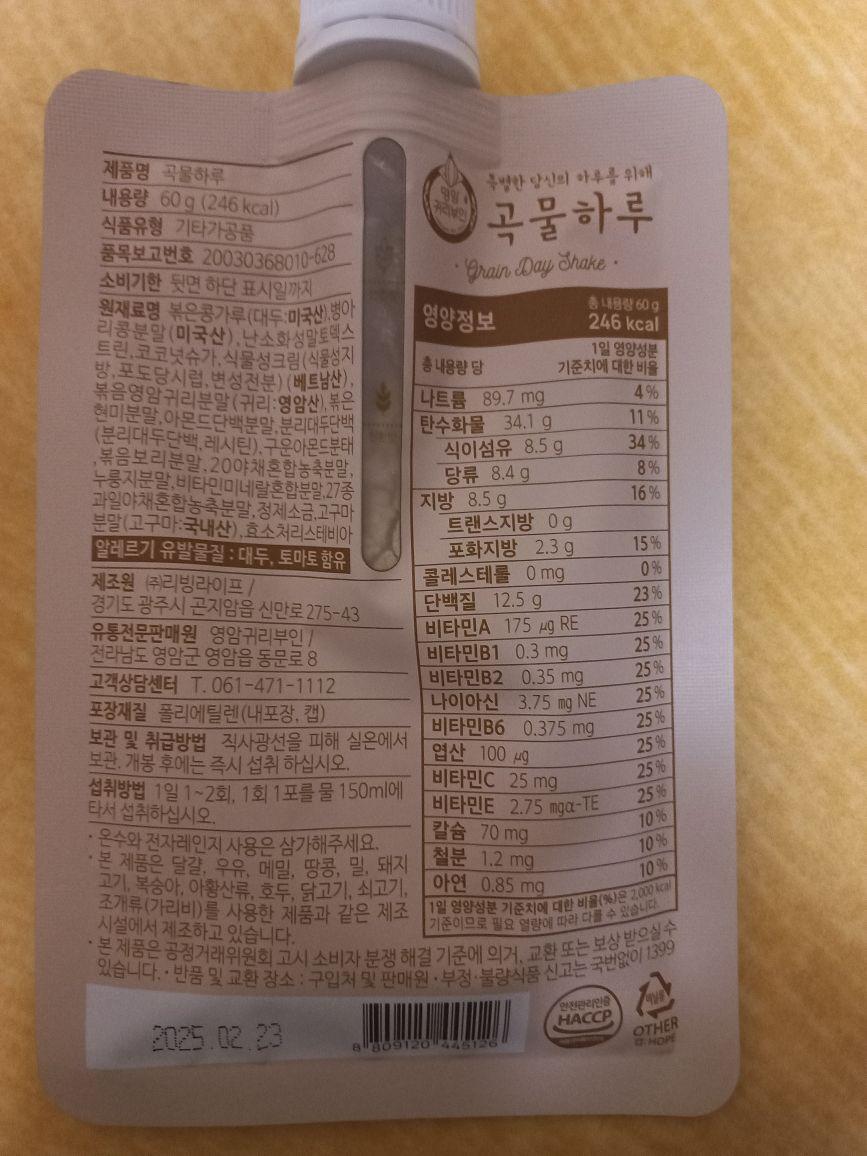 제품명 곡물하루
내용량 60 g (246 kcal)
식품유형 기타가공품
품목보고번호 20030368010-628
소비기한 뒷면 하단 표시일까지
원재료명 볶은콩가루(대두:미국산),병아
리콩분말(미국산),난소화성말토덱스
트린,코코넛슈가,식물성크림(식물성지
방,포도당시럽,변성전분)(베트남산),
볶음영암귀리분말(귀리:영암산),볶은
현미분말,아몬드단백분말,분리대두단백
(분리대두단백,레시틴),구운아몬드분태
,볶음보리분말,20야채혼합농축분말,
누룽지분말,비타민미네랄혼합분말,27종
과일야채혼합농축분말,정제소금,고구마
분말(고구마:국내산),효소처리스테비아
알레르기 유발물질 : 대두, 토마토 함유
제조원 ㈜리빙라이프 /
경기도 광주시 곤지암읍 신만로 275-43
유통전문판매원 영암귀리부인 /
전라남도 영암군 영암읍 동문로 8
고객상담센터 T. 061-471-1112
포장재질 폴리에틸렌(내포장, 캡)
보관 및 취급방법 직사광선을 피해 실온에서
보관. 개봉 후에는 즉시 섭취 하십시오.
섭취방법 1일 1~2회, 1회 1포를 물 150ml에
타서 섭취하십시오.
· 온수와 전자레인지 사용은 삼가해주세요.
· 본 제품은 달걀, 우유, 메밀, 땅콩, 밀, 돼지
고기, 복숭아, 아황산류, 호두, 닭고기, 쇠고기,
조개류(가리비)를 사용한 제품과 같은 제조
시설에서 제조하고 있습니다.
· 본 제품은 공정거래위원회 고시 소비자 분쟁 해결 기준에 의거, 교환 또는 보상 받으실 수
있습니다. · 반품 및 교환 장소 : 구입처 및 판매원 · 부정·불량식품 신고는 국번없이 1399
특별한 당신의 하루를 위해
영암
귀리부인
곡물하루
· Grain Day Shake ·
영양정보
총 내용량 60 g
246 kcal
총 내용량 당
1일 영양성분
기준치에 대한 비율
나트륨 89.7 mg 4%
탄수화물 34.1 g 11%
식이섬유 8.5 g 34%
당류 8.4 g 8%
지방 8.5 g 16%
트랜스지방 0 g
포화지방 2.3 g 15%
콜레스테롤 0 mg 0%
단백질 12.5 g 23%
비타민A 175 μg RE 25%
비타민B1 0.3 mg 25%
비타민B2 0.35 mg 25%
나이아신 3.75 mg NE 25%
비타민B6 0.375 mg 25%
엽산 100 μg 25%
비타민C 25 mg 25%
비타민E 2.75 mgα-TE 25%
칼슘 70 mg 10%
철분 1.2 mg 10%
아연 0.85 mg 10%
1일 영양성분 기준치에 대한 비율(%)은 2,000 kcal
기준이므로 필요 열량에 따라 다를 수 있습니다.
2025.02.23
8 809120 445126
안전관리인증
HACCP
비닐류
OTHER
캡: HDPE